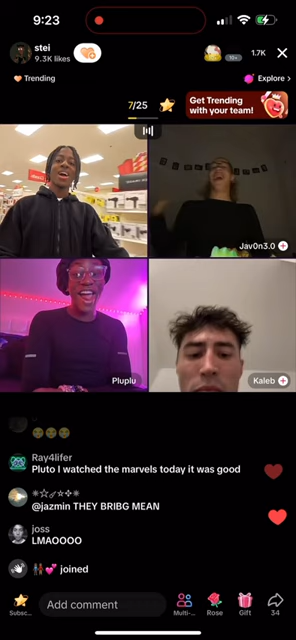 9:23
stei
9.3K likes
10+
1.7K
Trending
Explore >
7/25
Get Trending
with your team!
Jav0n3.0
Pluplu
Kaleb
Ray4lifer
Pluto I watched the marvels today it was good
@jazmin THEY BRIBG MEAN
joss
LMAOOOO
joined
Subsc...
Add comment
Multi-...
Rose
Gift
34